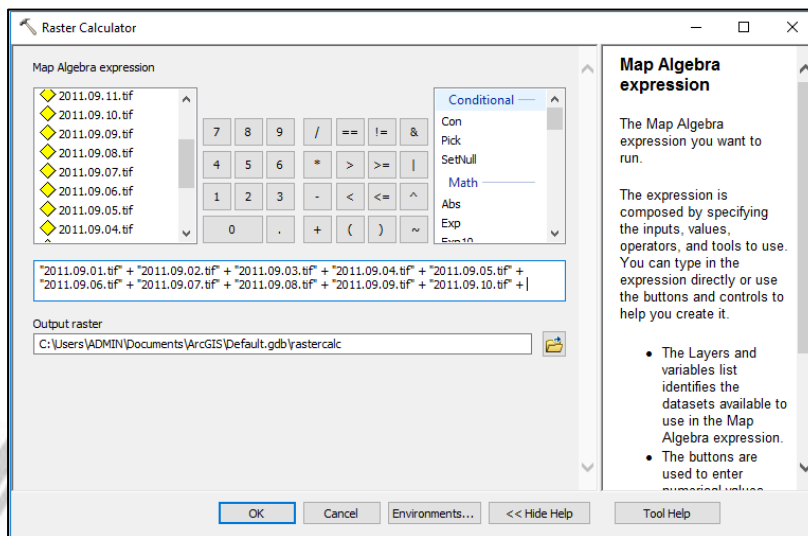 Raster Calculator
Map Algebra expression
2011.09.11.tif
2011.09.10.tif
2011.09.09.tif
2011.09.08.tif
2011.09.07.tif
2011.09.06.tif
2011.09.05.tif
2011.09.04.tif
7 8 9 / == != &
4 5 6 * > >= |
1 2 3 - < <= ^
0 . + ( ) ~
Conditional
Con
Pick
SetNull
Math
Abs
Exp
Exp10
"2011.09.01.tif" + "2011.09.02.tif" + "2011.09.03.tif" + "2011.09.04.tif" + "2011.09.05.tif" +
"2011.09.06.tif" + "2011.09.07.tif" + "2011.09.08.tif" + "2011.09.09.tif" + "2011.09.10.tif" +
Output raster
C:\Users\ADMIN\Documents\ArcGIS\Default.gdb\rastercalc
OK Cancel Environments... << Hide Help Tool Help
Map Algebra
expression
The Map Algebra
expression you want to
run.
The expression is
composed by specifying
the inputs, values,
operators, and tools to use.
You can type in the
expression directly or use
the buttons and controls to
help you create it.
• The Layers and
variables list
identifies the
datasets available to
use in the Map
Algebra expression.
• The buttons are
used to enter
numerical values